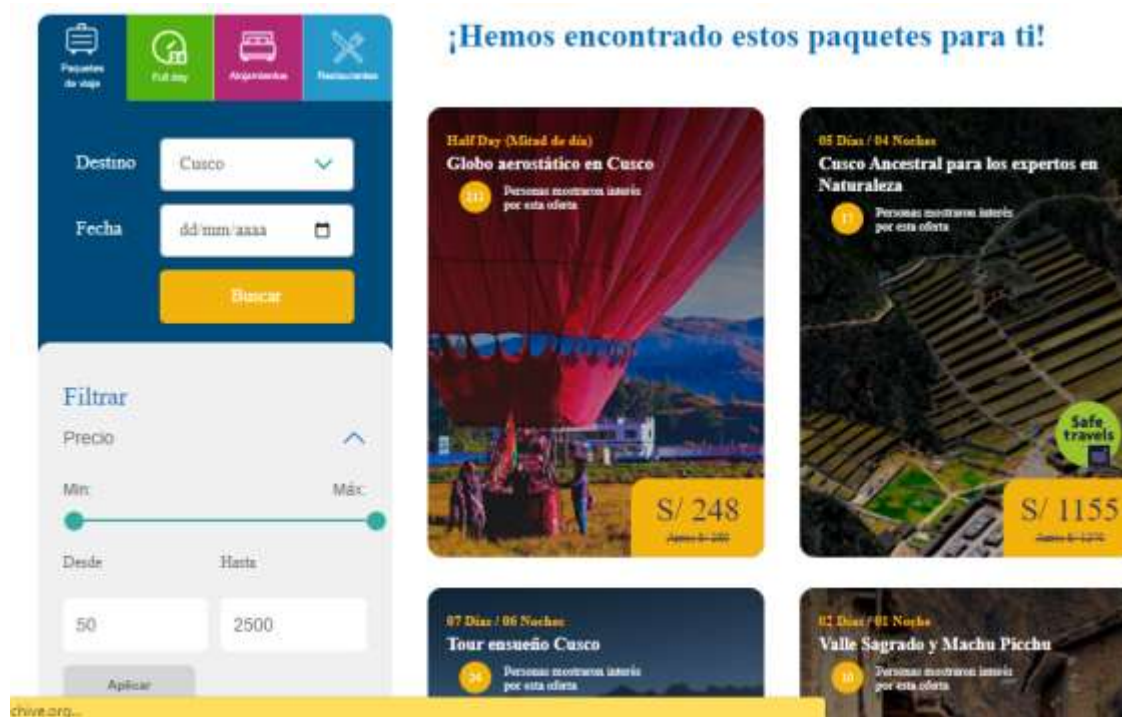 Paquetes
de viaje
Full day
Alojamientos
Restaurantes
Destino
Cusco
Fecha
dd/mm/aaaa
Buscar
Filtrar
Precio
Min:
Máx:
Desde
Hasta
50
2500
Aplicar
¡Hemos encontrado estos paquetes para ti!
Half Day (Mitad de día)
Globo aerostático en Cusco
Personas mostraron interés
por esta oferta
S/ 248
05 Días / 04 Noches
Cusco Ancestral para los expertos en
Naturaleza
Personas mostraron interés
por esta oferta
Safe
travels
S/ 1155
07 Días / 06 Noches
Tour ensueño Cusco
Personas mostraron interés
por esta oferta
02 Días / 01 Noche
Valle Sagrado y Machu Picchu
10
Personas mostraron interés
por esta oferta
chive.org...